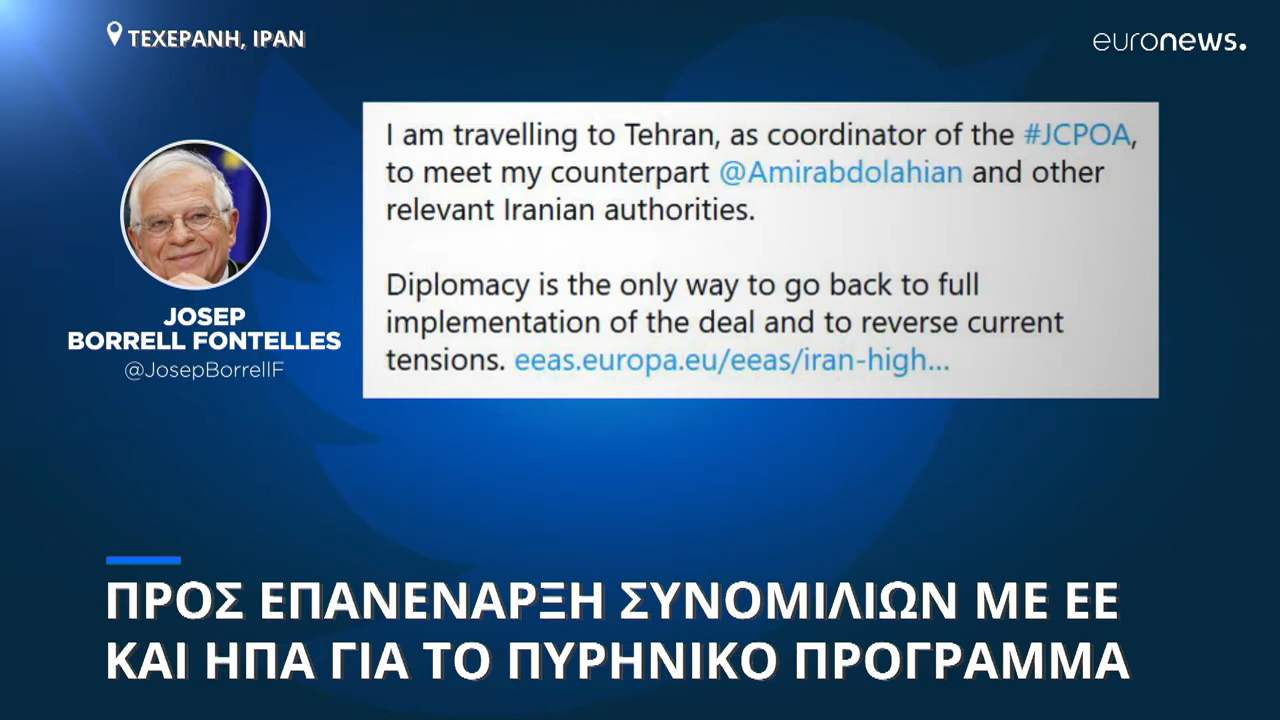 ΤΕΧΕΡΑΝΗ, ΙΡΑΝ
euronews.
I am travelling to Tehran, as coordinator of the #JCPOA,
to meet my counterpart @Amirabdolahian and other
relevant Iranian authorities.
Diplomacy is the only way to go back to full
implementation of the deal and to reverse current
tensions. eeas.europa.eu/eeas/iran-high...
JOSEP
BORRELL FONTELLES
@JosepBorrellF
ΠΡΟΣ ΕΠΑΝΕΝΑΡΞΗ ΣΥΝΟΜΙΛΙΩΝ ΜΕ ΕΕ
ΚΑΙ ΗΠΑ ΓΙΑ ΤΟ ΠΥΡΗΝΙΚΟ ΠΡΟΓΡΑΜΜΑ